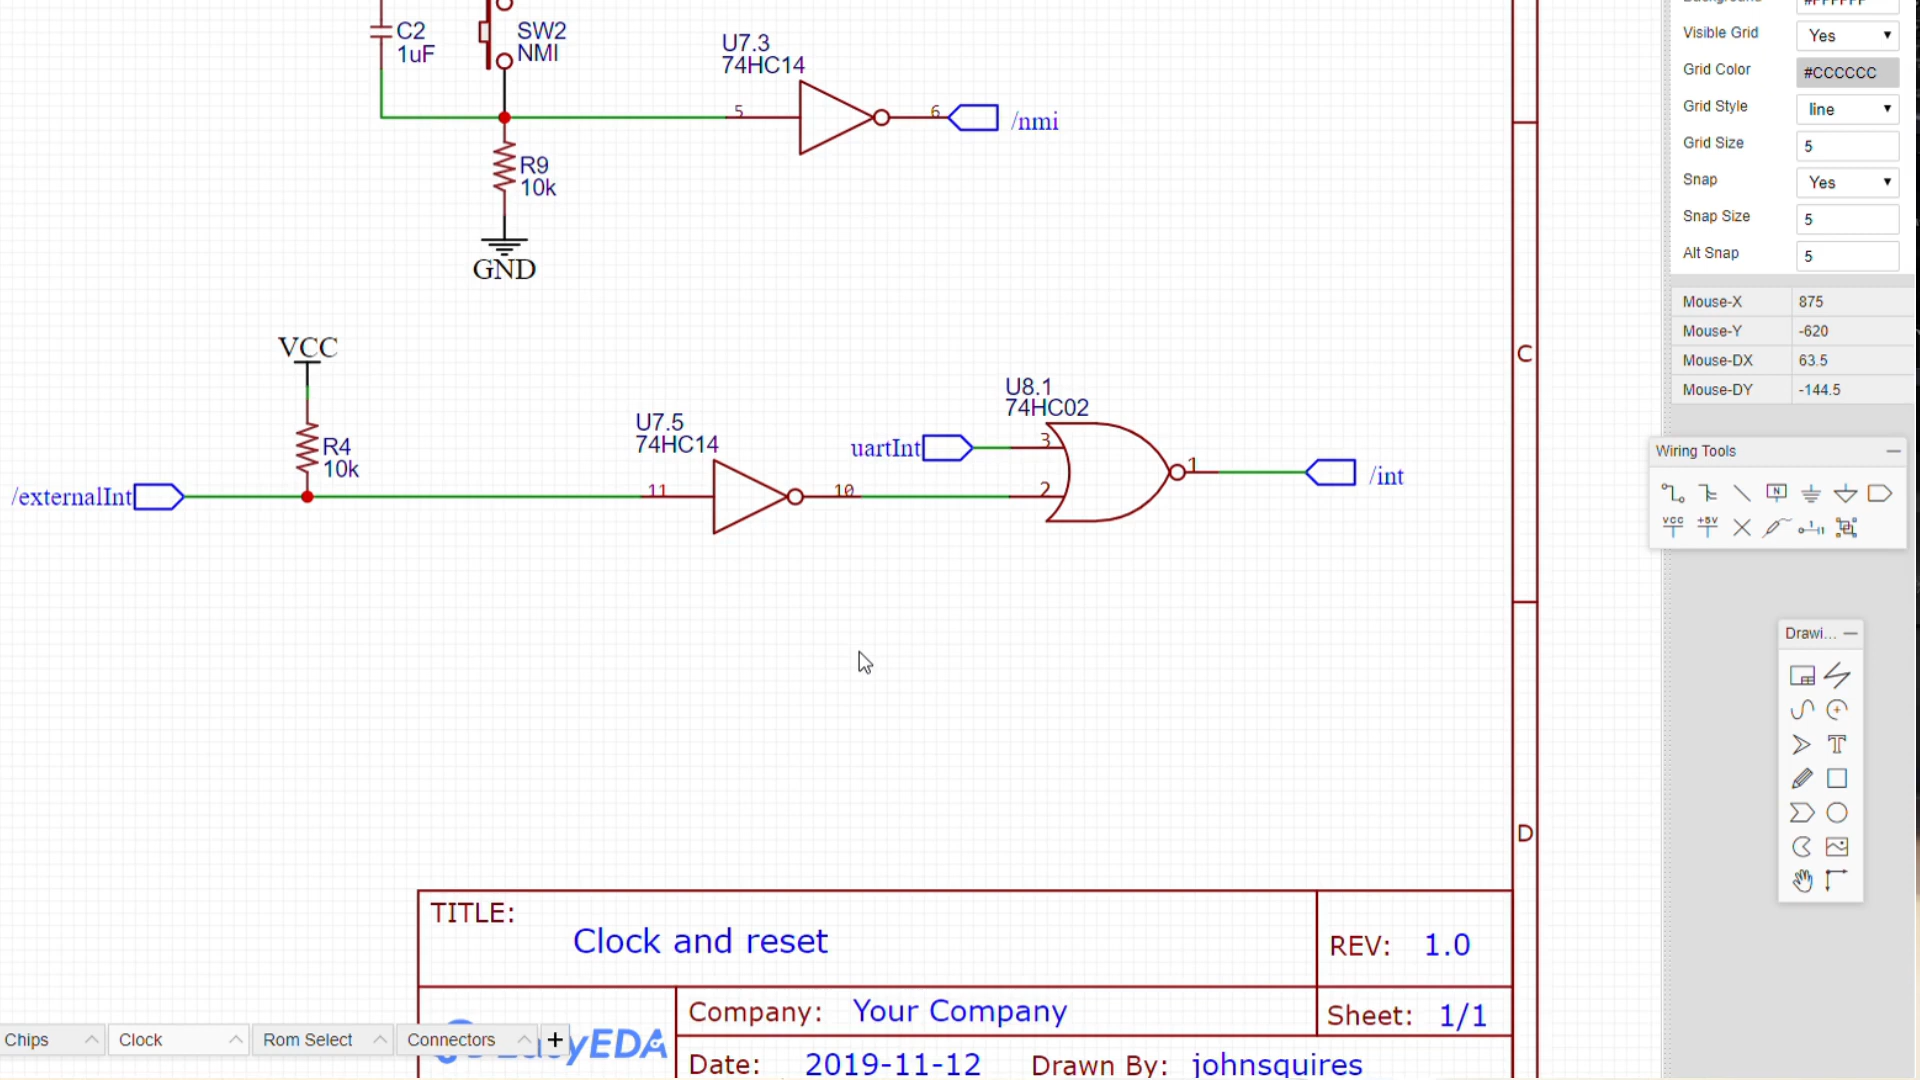 C2
1uF
SW2
NMI
U7.3
74HC14
5
6
/nmi
R9
10k
GND
VCC
R4
10k
/externalInt
U7.5
74HC14
11
10
uartInt
U8.1
74HC02
3
2
1
/int
C
D
TITLE:
Clock and reset
REV: 1.0
Company: Your Company
Sheet: 1/1
Date: 2019-11-12 Drawn By: johnsquires
Chips
Clock
Rom Select
Connectors
+
yEDA
#FFFFFF
Visible Grid Yes
Grid Color #CCCCCC
Grid Style line
Grid Size 5
Snap Yes
Snap Size 5
Alt Snap 5
Mouse-X 875
Mouse-Y -620
Mouse-DX 63.5
Mouse-DY -144.5
Wiring Tools
N
VCC
+5V
Drawi...
T